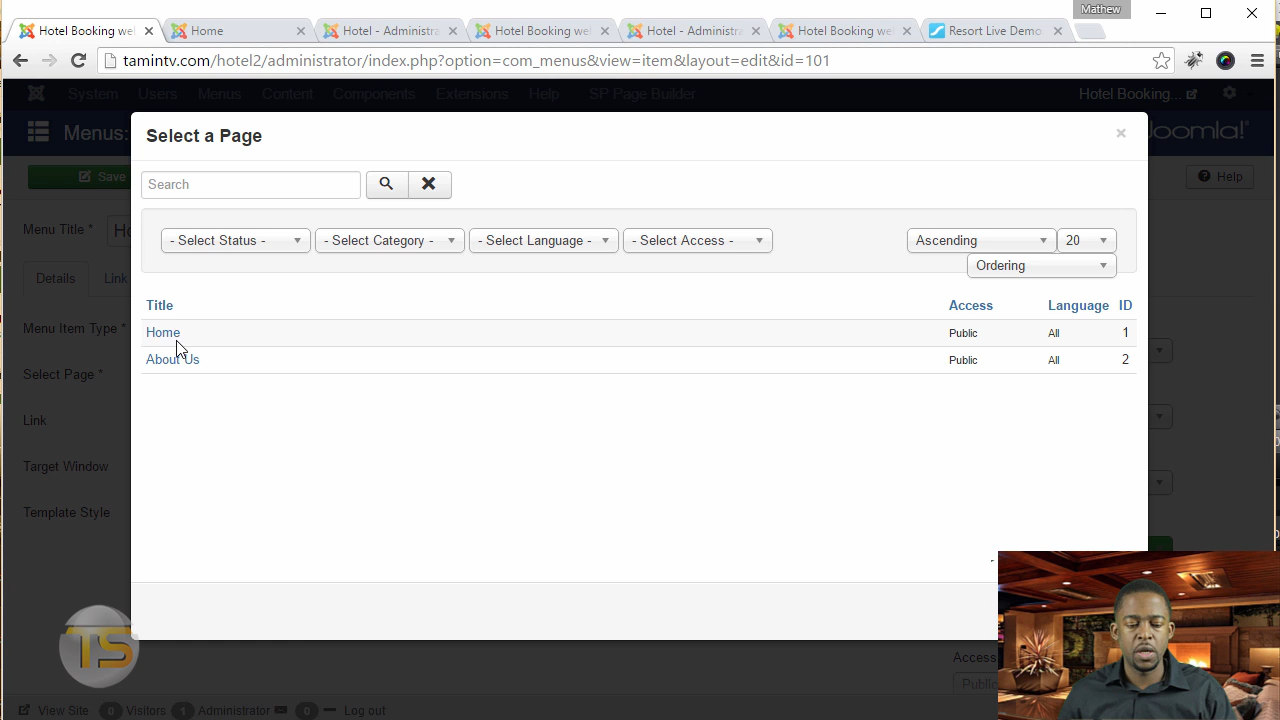 Mathew
Hotel Booking we
Home
Hotel - Administra
Hotel Booking we
Hotel - Administra
Hotel Booking we
Resort Live Demo
tamintv.com/hotel2/administrator/index.php?option=com_menus&view=item&layout=edit&id=101
System Users Menus Content Components Extensions Help SP Page Builder Hotel Booking...
Menus:
Joomla!
Select a Page
×
Save
Help
Search
Menu Title * Ho
- Select Status - - Select Category - - Select Language - - Select Access - Ascending 20
Ordering
Details Link
Title Access Language ID
Menu Item Type *
Home Public All 1
About Us Public All 2
Select Page *
Link
Target Window
Template Style
TS
Access
Public
View Site 0 Visitors 1 Administrator 0 Log out